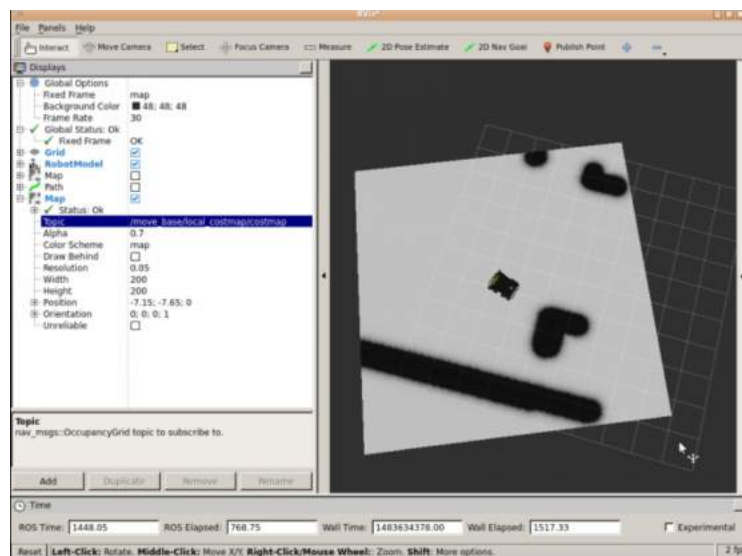 RViz*
File Panels Help
Interact Move Camera Select Focus Camera Measure 2D Pose Estimate 2D Nav Goal Publish Point
Displays
Global Options
Fixed Frame map
Background Color 48; 48; 48
Frame Rate 30
Global Status: Ok
Fixed Frame OK
Grid
RobotModel
Map
Path
Map
Status: Ok
Topic /move_base/local_costmap/costmap
Alpha 0.7
Color Scheme map
Draw Behind
Resolution 0.05
Width 200
Height 200
Position -7.15; -7.65; 0
Orientation 0; 0; 0; 1
Unreliable
Topic
nav_msgs::OccupancyGrid topic to subscribe to.
Add Duplicate Remove Rename
Time
ROS Time: 1448.05 ROS Elapsed: 768.75 Wall Time: 1483634378.00 Wall Elapsed: 1517.33 Experimental
Reset Left-Click: Rotate. Middle-Click: Move X/Y. Right-Click/Mouse Wheel: Zoom. Shift: More options.